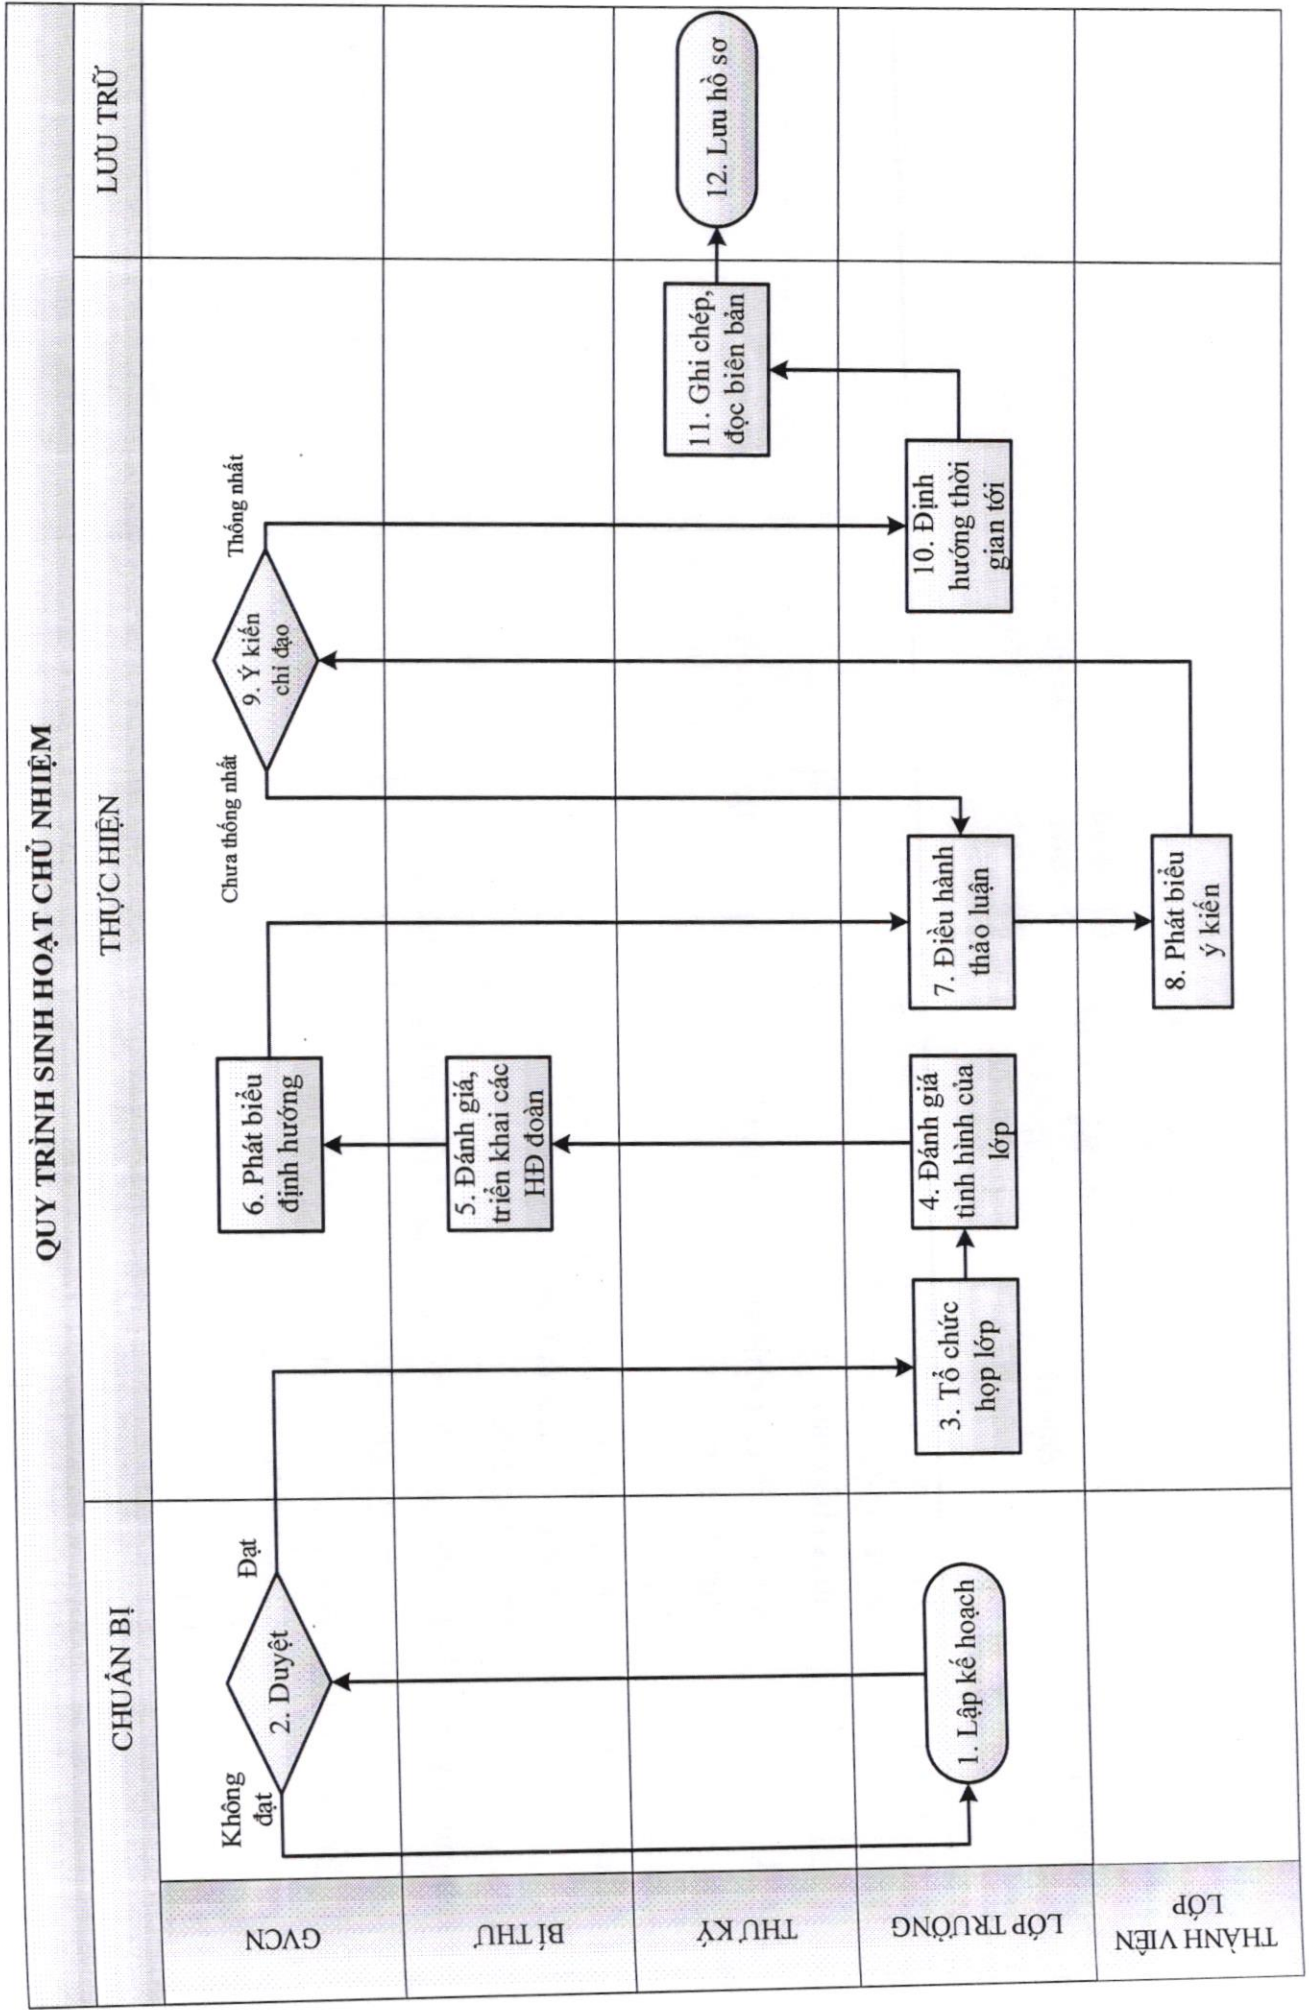 QUY TRÌNH SINH HOẠT CHỦ NHIỆM
CHUẨN BỊ
THỰC HIỆN
LƯU TRỮ
GVCN
BÍ THƯ
THƯ KÝ
LỚP TRƯỞNG
THÀNH VIÊN
LỚP
1. Lập kế hoạch
2. Duyệt
Không
đạt
Đạt
3. Tổ chức
họp lớp
4. Đánh giá
tình hình của
lớp
5. Đánh giá,
triển khai các
HĐ đoàn
6. Phát biểu
định hướng
7. Điều hành
thảo luận
8. Phát biểu
ý kiến
9. Ý kiến
chỉ đạo
Chưa thống nhất
Thống nhất
10. Định
hướng thời
gian tới
11. Ghi chép,
đọc biên bản
12. Lưu hồ sơ